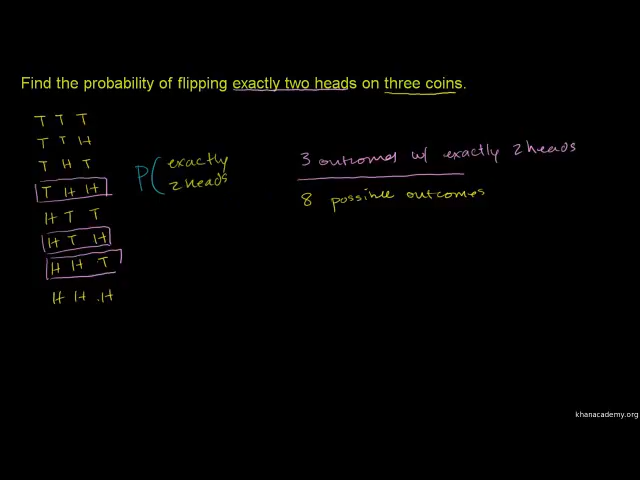 Find the probability of flipping exactly two heads on three coins.
T T T
T T H
T H T
T H H
H T T
H T H
H H T
H H H
P( exactly
2 heads
3 outcomes w/ exactly 2 heads
8 possible outcomes
khanacademy.org